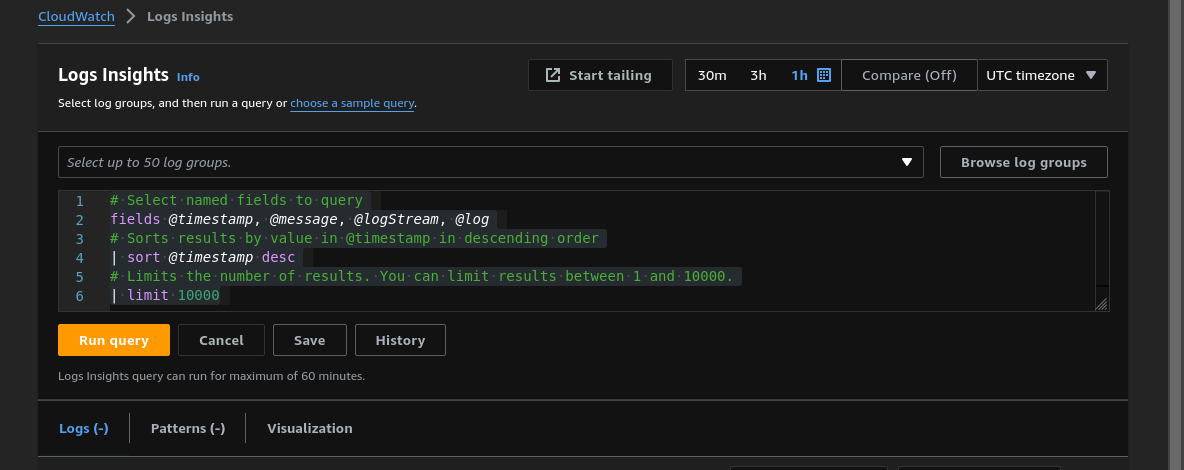 CloudWatch > Logs Insights
Logs Insights Info
Start tailing
30m 3h 1h Compare (Off) UTC timezone
Select log groups, and then run a query or choose a sample query.
Select up to 50 log groups.
Browse log groups
1 # Select named fields to query
2 fields @timestamp, @message, @logStream, @log
3 # Sorts results by value in @timestamp in descending order
4 | sort @timestamp desc
5 # Limits the number of results. You can limit results between 1 and 10000.
6 | limit 10000
Run query Cancel Save History
Logs Insights query can run for maximum of 60 minutes.
Logs (-) Patterns (-) Visualization